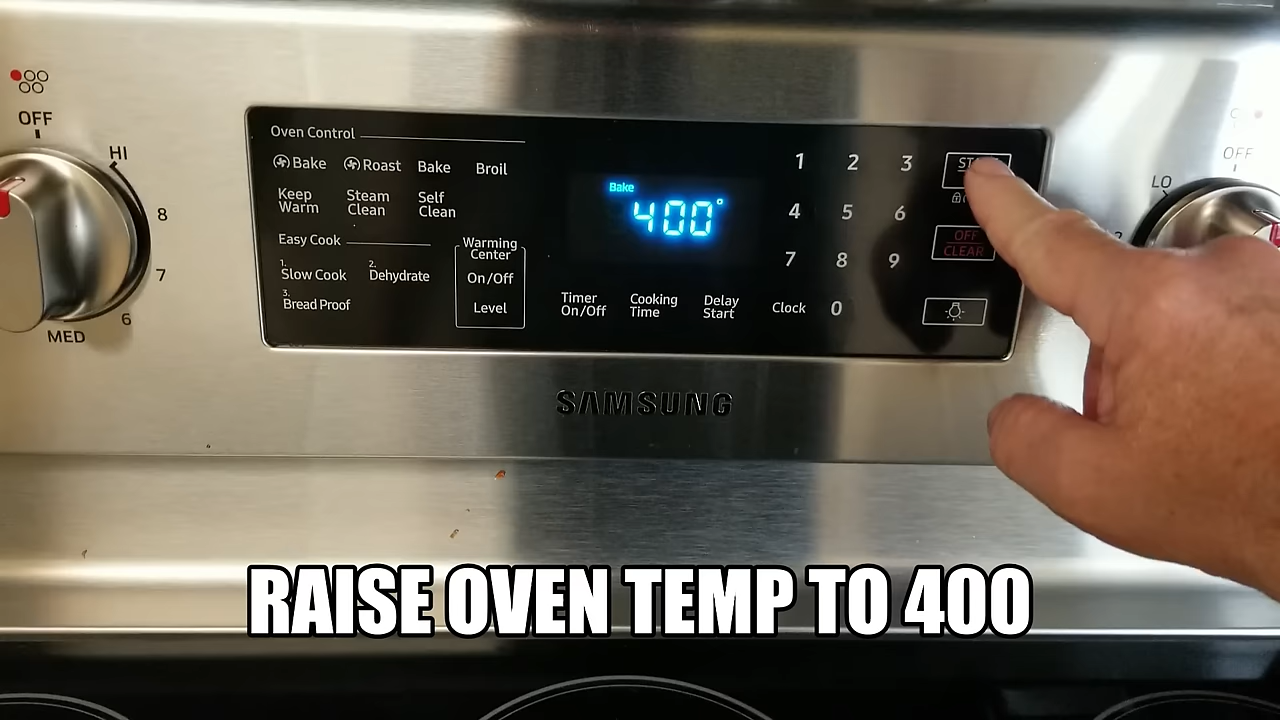 OFF
HI
8
7
6
MED
Oven Control
Bake Roast Bake Broil
Keep Warm
Steam Clean
Self Clean
Easy Cook
1. Slow Cook
2. Dehydrate
3. Bread Proof
Warming Center
On/Off
Level
Bake
400°
Timer On/Off
Cooking Time
Delay Start
1 2 3
4 5 6
7 8 9
Clock 0
OFF
CLEAR
OFF
LO
SAMSUNG
RAISE OVEN TEMP TO 400